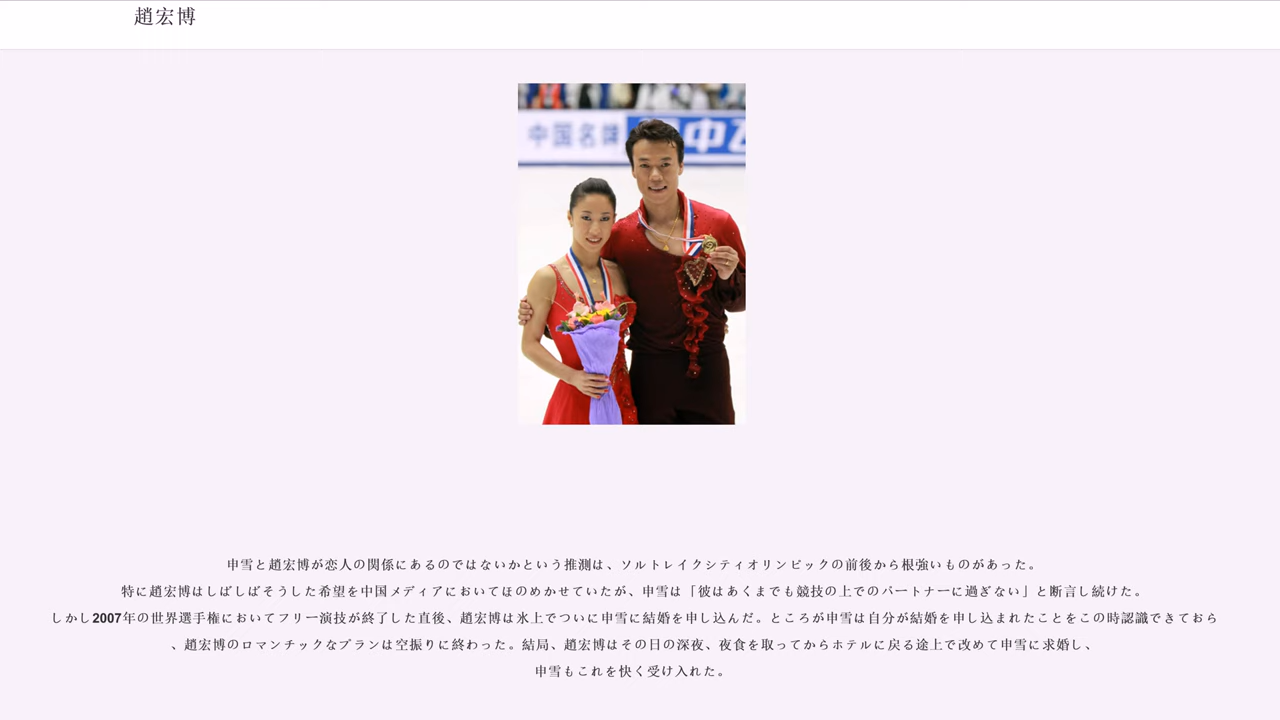 趙宏博
中国名牌
中
申雪と趙宏博が恋人の関係にあるのではないかという推測は、ソルトレイクシティオリンピックの前後から根強いものがあった。
特に趙宏博はしばしばそうした希望を中国メディアにおいてほのめかせていたが、申雪は「彼はあくまでも競技の上でのパートナーに過ぎない」と断言し続けた。
しかし2007年の世界選手権においてフリー演技が終了した直後、趙宏博は氷上でついに申雪に結婚を申し込んだ。ところが申雪は自分が結婚を申し込まれたことをこの時認識できておら
、趙宏博のロマンチックなプランは空振りに終わった。結局、趙宏博はその日の深夜、夜食を取ってからホテルに戻る途上で改めて申雪に求婚し、
申雪もこれを快く受け入れた。